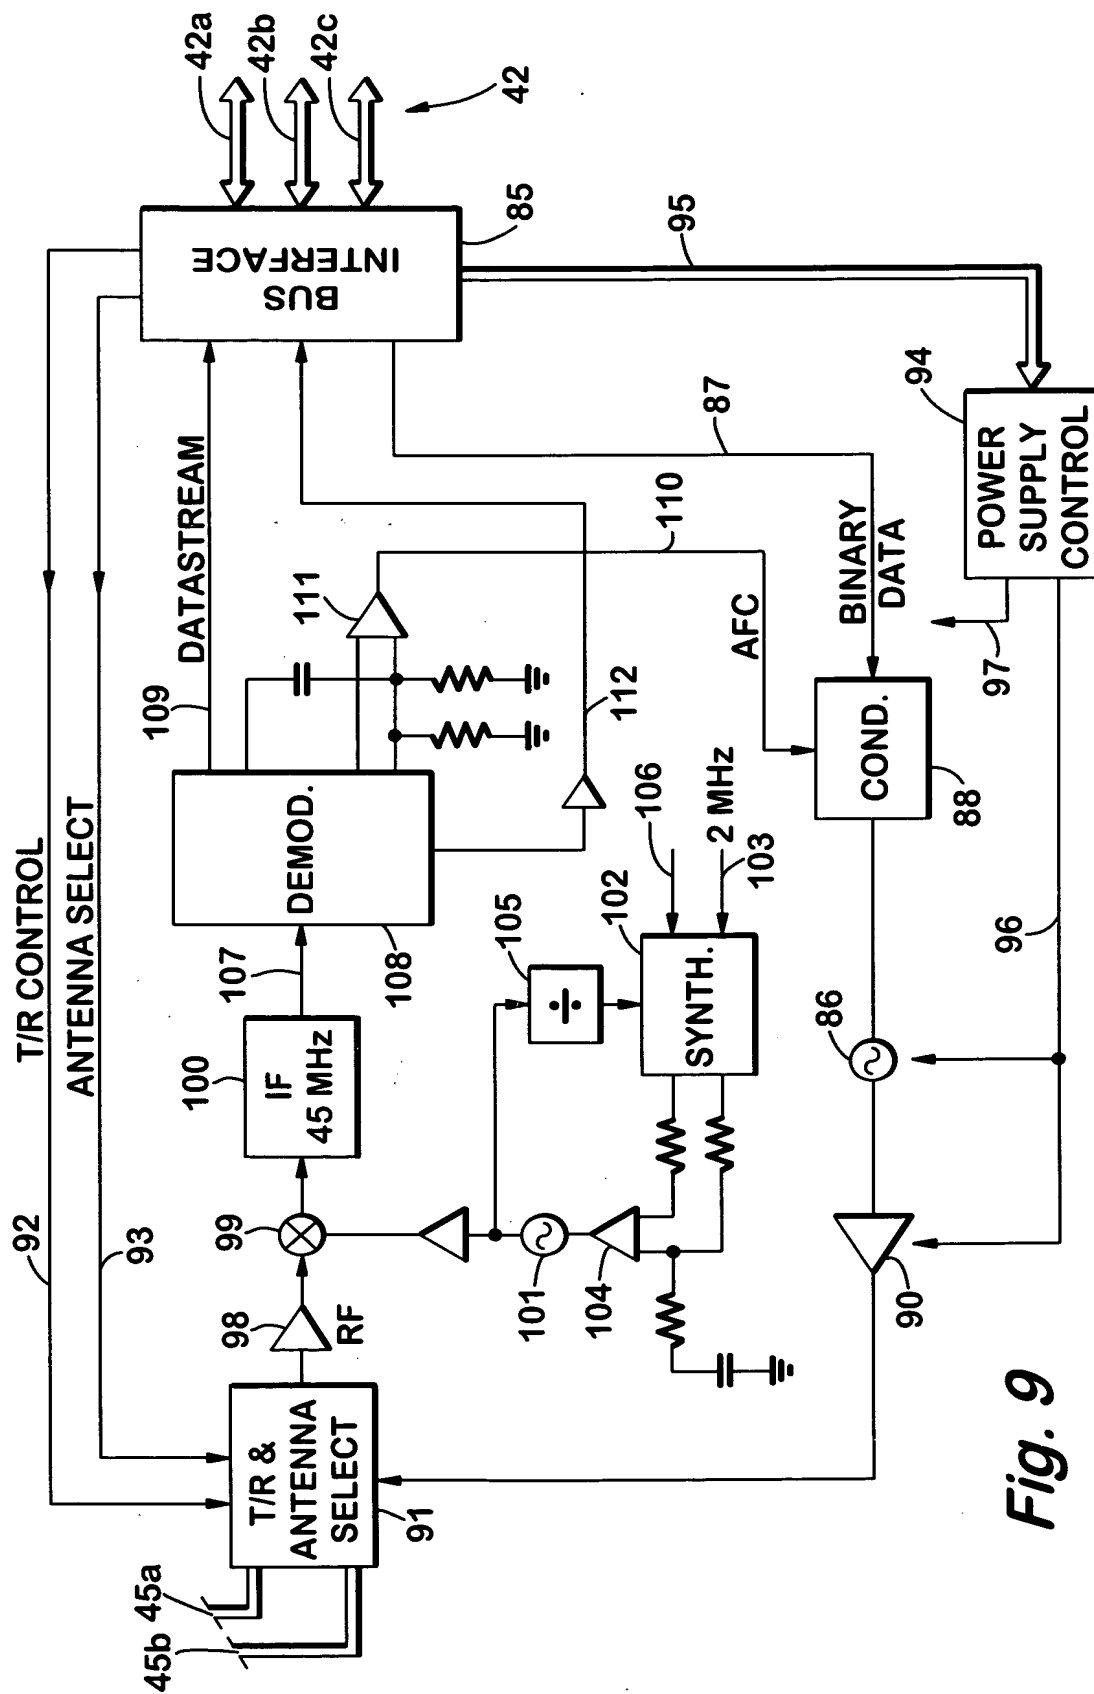 T/R CONTROL
ANTENNA SELECT
92
93
45a
45b
T/R &
ANTENNA
SELECT
91
98
RF
99
100
IF
45 MHz
107
DEMOD.
108
109
DATASTREAM
111
112
110
AFC
BUS
INTERFACE
85
42a
42b
42c
42
95
87
BINARY
DATA
94
POWER
SUPPLY
CONTROL
97
96
COND.
88
86
90
101
104
105
÷
102
SYNTH.
106
2 MHz
103
Fig. 9